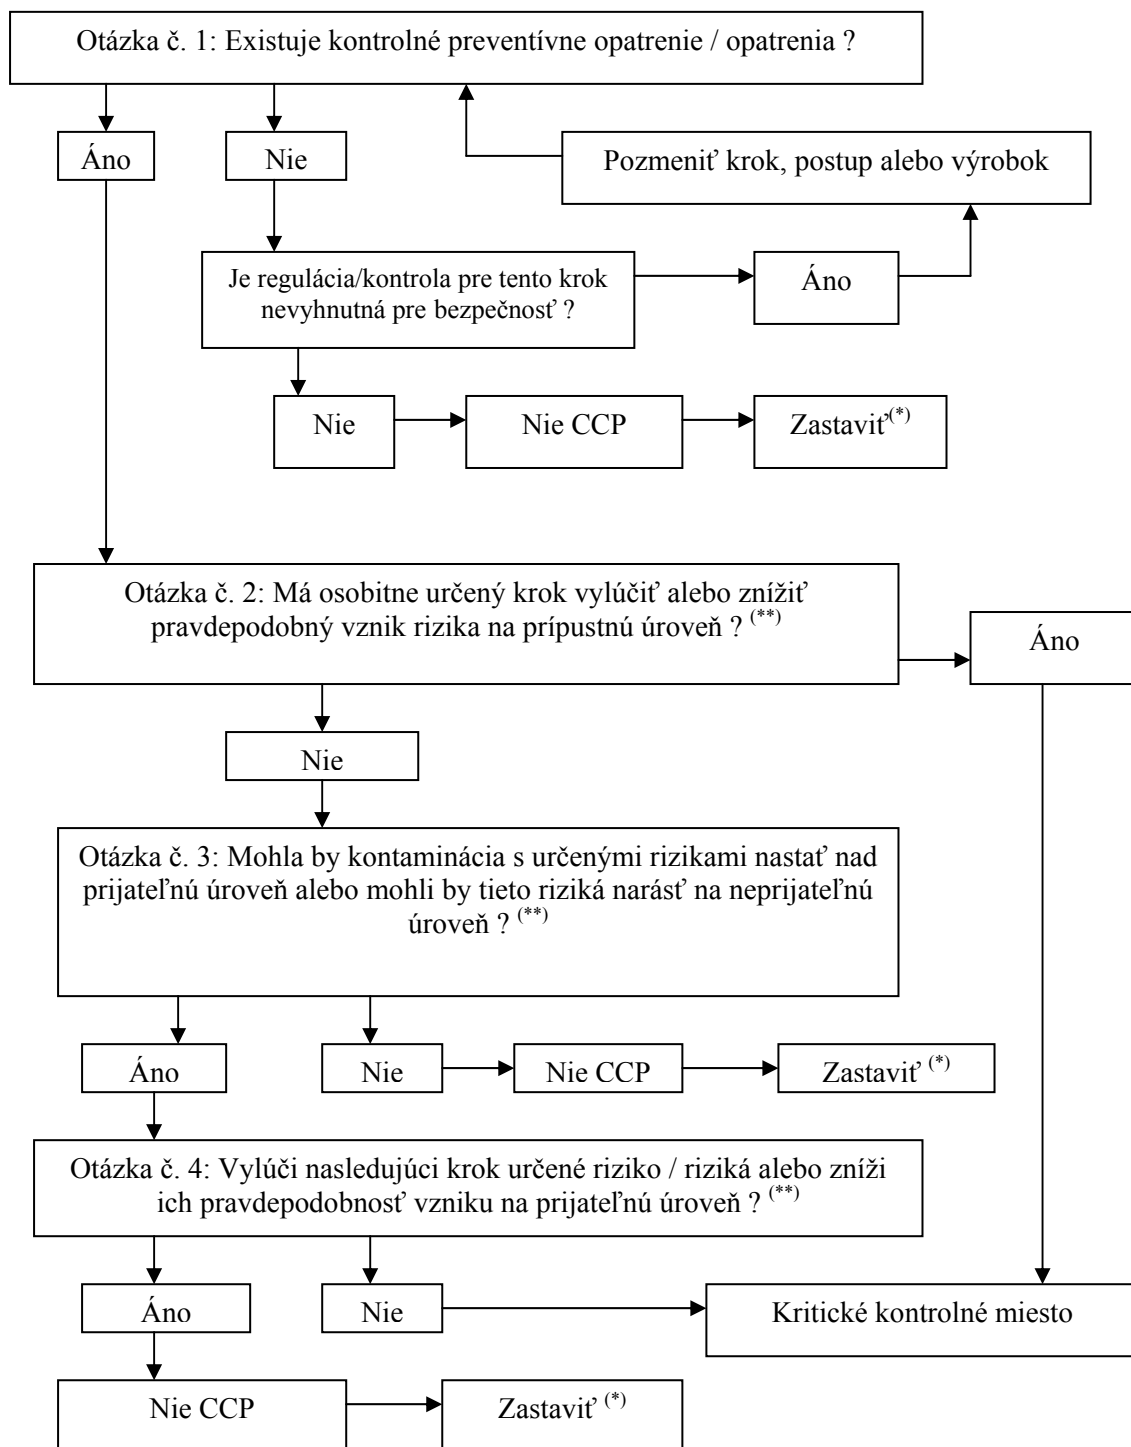 Otázka č. 1: Existuje kontrolné preventívne opatrenie / opatrenia ?
Áno
Nie
Pozmeniť krok, postup alebo výrobok
Je regulácia/kontrola pre tento krok
nevyhnutná pre bezpečnosť ?
Áno
Nie
Nie CCP
Zastaviť(*)
Otázka č. 2: Má osobitne určený krok vylúčiť alebo znížiť
pravdepodobný vznik rizika na prípustnú úroveň ? (**)
Áno
Nie
Otázka č. 3: Mohla by kontaminácia s určenými rizikami nastať nad
prijateľnú úroveň alebo mohli by tieto riziká narásť na neprijateľnú
úroveň ? (**)
Áno
Nie
Nie CCP
Zastaviť (*)
Otázka č. 4: Vylúči nasledujúci krok určené riziko / riziká alebo zníži
ich pravdepodobnosť vzniku na prijateľnú úroveň ? (**)
Áno
Nie
Kritické kontrolné miesto
Nie CCP
Zastaviť (*)